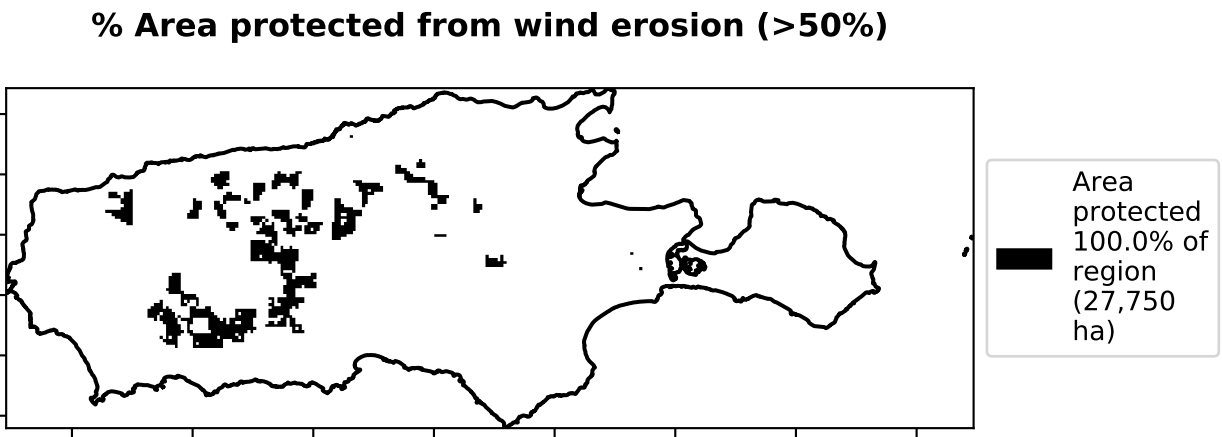 % Area protected from wind erosion (>50%)
Area
protected
100.0% of
region
(27,750
ha)